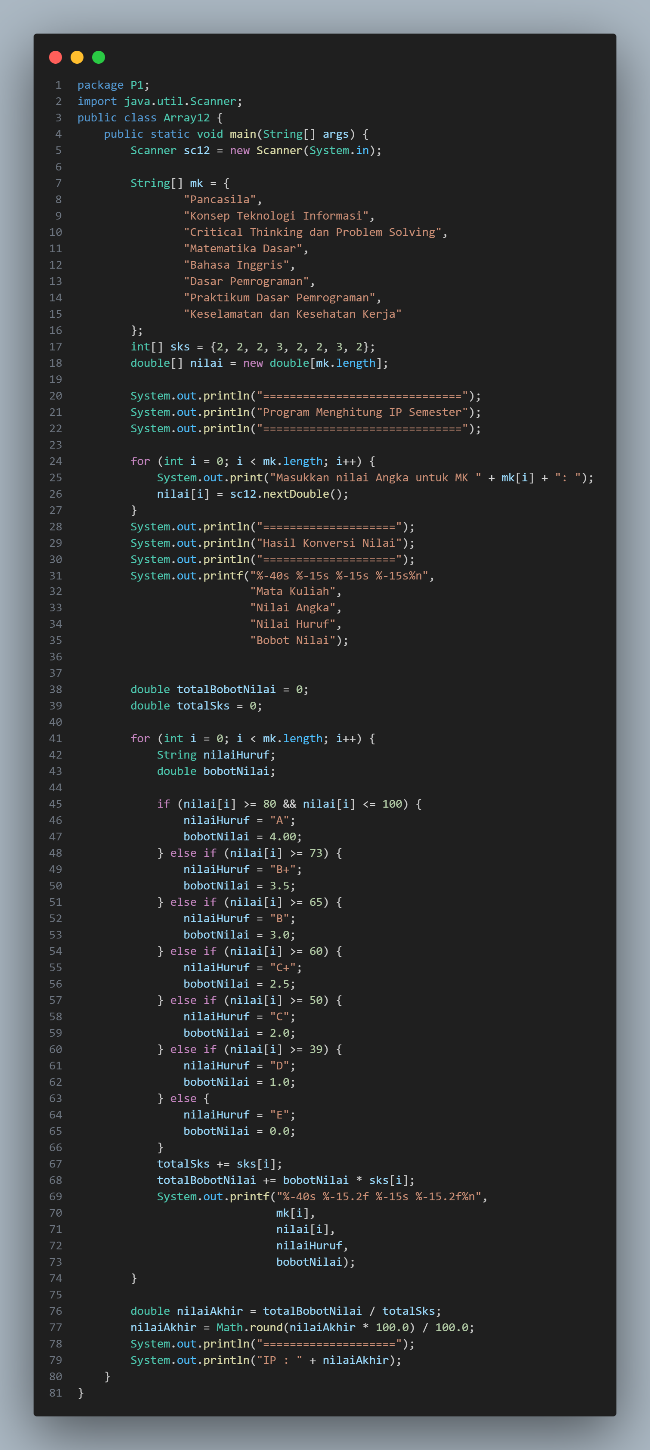 1 package P1;
2 import java.util.Scanner;
3 public class Array12 {
4     public static void main(String[] args) {
5         Scanner sc12 = new Scanner(System.in);
6
7         String[] mk = {
8                 "Pancasila",
9                 "Konsep Teknologi Informasi",
10                 "Critical Thinking dan Problem Solving",
11                 "Matematika Dasar",
12                 "Bahasa Inggris",
13                 "Dasar Pemrograman",
14                 "Praktikum Dasar Pemrograman",
15                 "Keselamatan dan Kesehatan Kerja"
16         };
17         int[] sks = {2, 2, 2, 3, 2, 2, 3, 2};
18         double[] nilai = new double[mk.length];
19
20         System.out.println("==============================");
21         System.out.println("Program Menghitung IP Semester");
22         System.out.println("==============================");
23
24         for (int i = 0; i < mk.length; i++) {
25             System.out.print("Masukkan nilai Angka untuk MK " + mk[i] + ": ");
26             nilai[i] = sc12.nextDouble();
27         }
28         System.out.println("====================");
29         System.out.println("Hasil Konversi Nilai");
30         System.out.println("====================");
31         System.out.printf("%-40s %-15s %-15s %-15s%n",
32                           "Mata Kuliah",
33                           "Nilai Angka",
34                           "Nilai Huruf",
35                           "Bobot Nilai");
36
37
38         double totalBobotNilai = 0;
39         double totalSks = 0;
40
41         for (int i = 0; i < mk.length; i++) {
42             String nilaiHuruf;
43             double bobotNilai;
44
45             if (nilai[i] >= 80 && nilai[i] <= 100) {
46                 nilaiHuruf = "A";
47                 bobotNilai = 4.00;
48             } else if (nilai[i] >= 73) {
49                 nilaiHuruf = "B+";
50                 bobotNilai = 3.5;
51             } else if (nilai[i] >= 65) {
52                 nilaiHuruf = "B";
53                 bobotNilai = 3.0;
54             } else if (nilai[i] >= 60) {
55                 nilaiHuruf = "C+";
56                 bobotNilai = 2.5;
57             } else if (nilai[i] >= 50) {
58                 nilaiHuruf = "C";
59                 bobotNilai = 2.0;
60             } else if (nilai[i] >= 39) {
61                 nilaiHuruf = "D";
62                 bobotNilai = 1.0;
63             } else {
64                 nilaiHuruf = "E";
65                 bobotNilai = 0.0;
66             }
67             totalSks += sks[i];
68             totalBobotNilai += bobotNilai * sks[i];
69             System.out.printf("%-40s %-15.2f %-15s %-15.2f%n",
70                               mk[i],
71                               nilai[i],
72                               nilaiHuruf,
73                               bobotNilai);
74         }
75
76         double nilaiAkhir = totalBobotNilai / totalSks;
77         nilaiAkhir = Math.round(nilaiAkhir * 100.0) / 100.0;
78         System.out.println("====================");
79         System.out.println("IP : " + nilaiAkhir);
80     }
81 }